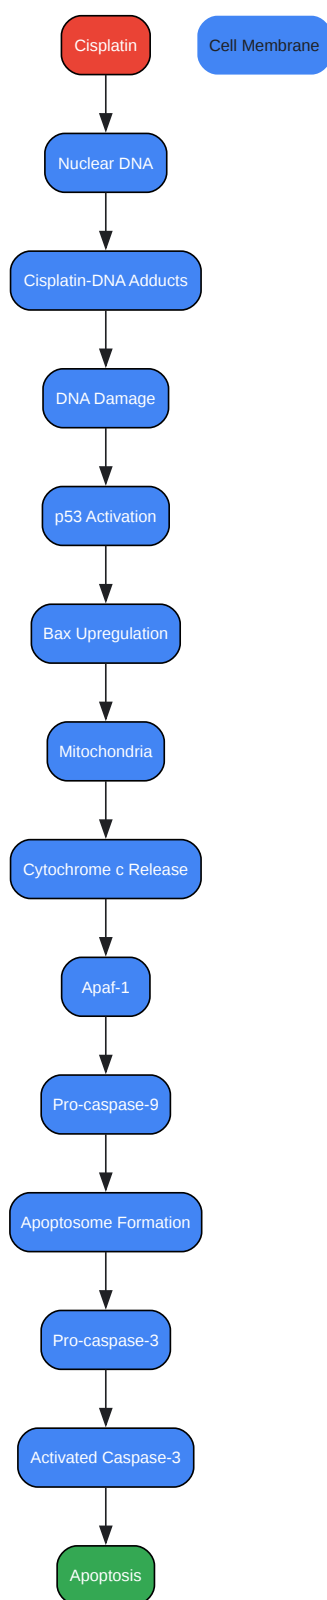 Cisplatin
Cell Membrane
Nuclear DNA
Cisplatin-DNA Adducts
DNA Damage
p53 Activation
Bax Upregulation
Mitochondria
Cytochrome c Release
Apaf-1
Pro-caspase-9
Apoptosome Formation
Pro-caspase-3
Activated Caspase-3
Apoptosis